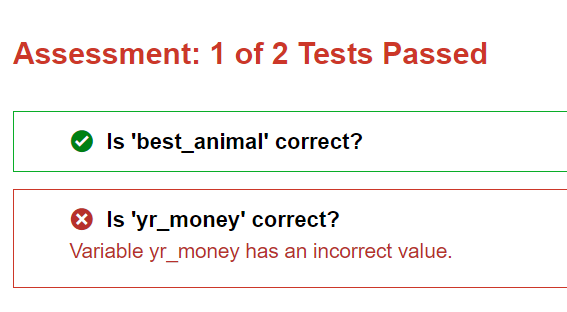 Assessment: 1 of 2 Tests Passed
Is 'best_animal' correct?
Is 'yr_money' correct?
Variable yr_money has an incorrect value.